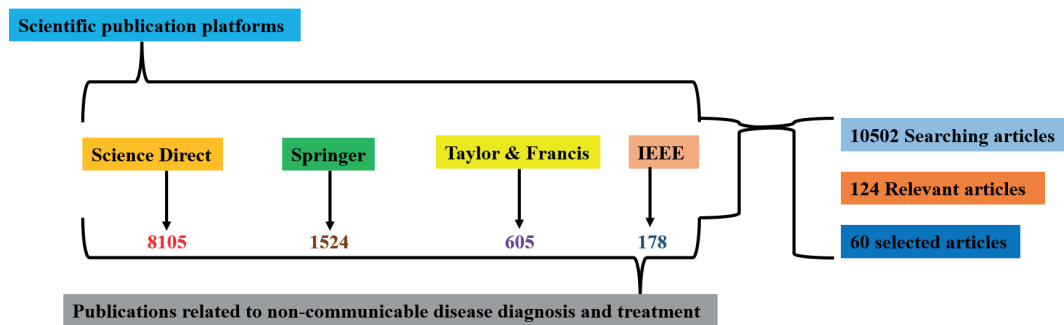 Scientific publication platforms
Science Direct
Springer
Taylor & Francis
IEEE
8105
1524
605
178
Publications related to non-communicable disease diagnosis and treatment
10502 Searching articles
124 Relevant articles
60 selected articles